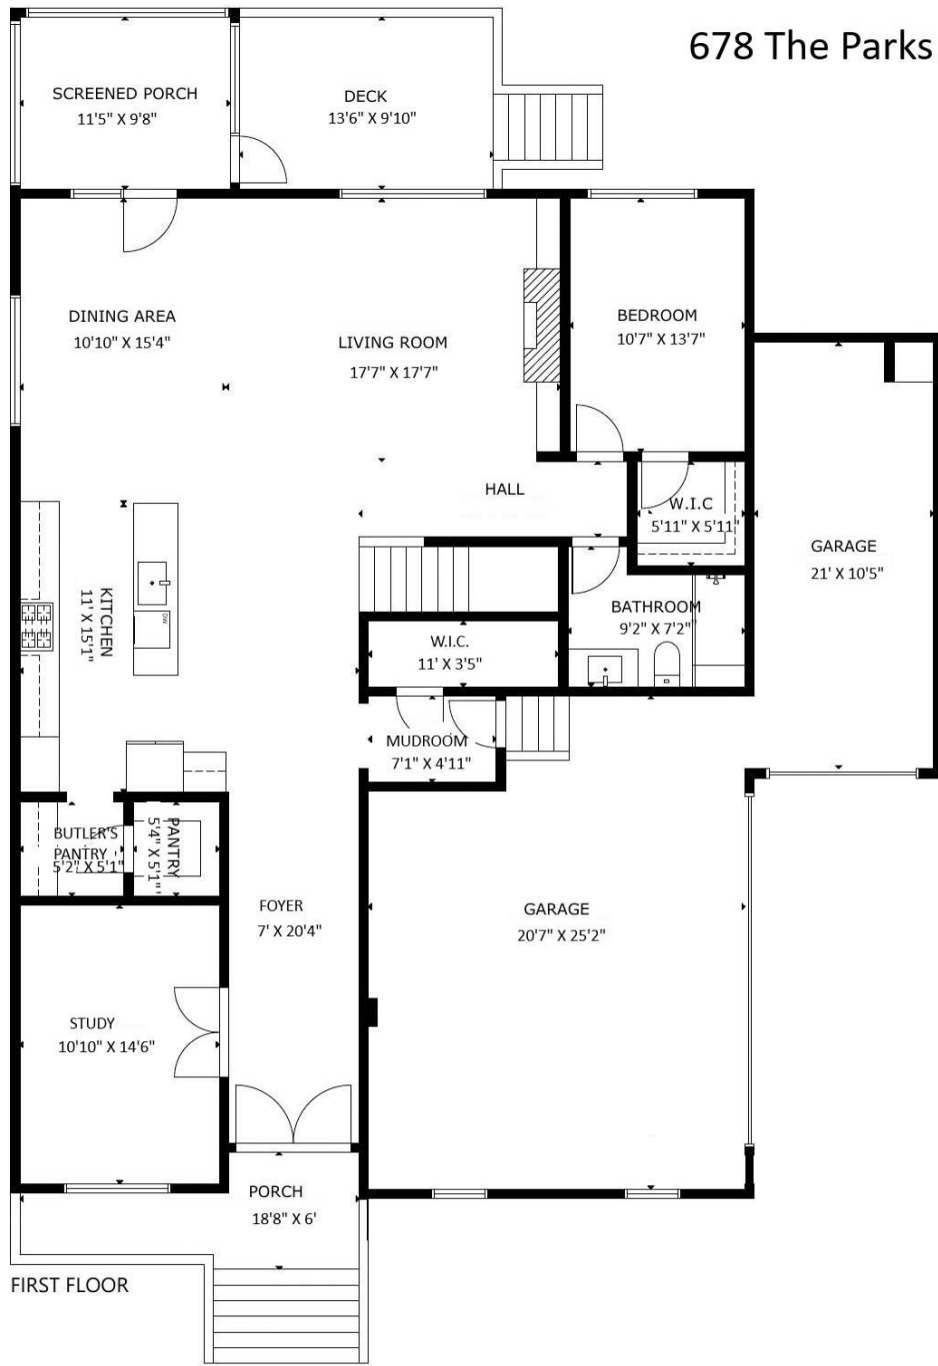 678 The Parks
SCREENED PORCH
11'5" X 9'8"
DECK
13'6" X 9'10"
DINING AREA
10'10" X 15'4"
LIVING ROOM
17'7" X 17'7"
BEDROOM
10'7" X 13'7"
HALL
W.I.C
5'11" X 5'11"
GARAGE
21' X 10'5"
KITCHEN
11' X 15'1"
DW
BATHROOM
9'2" X 7'2"
W.I.C.
11' X 3'5"
MUDROOM
7'1" X 4'11"
BUTLER'S
PANTRY
5'2" X 5'1"
PANTRY
5'4" X 5'1"
FOYER
7' X 20'4"
GARAGE
20'7" X 25'2"
STUDY
10'10" X 14'6"
PORCH
18'8" X 6'
FIRST FLOOR